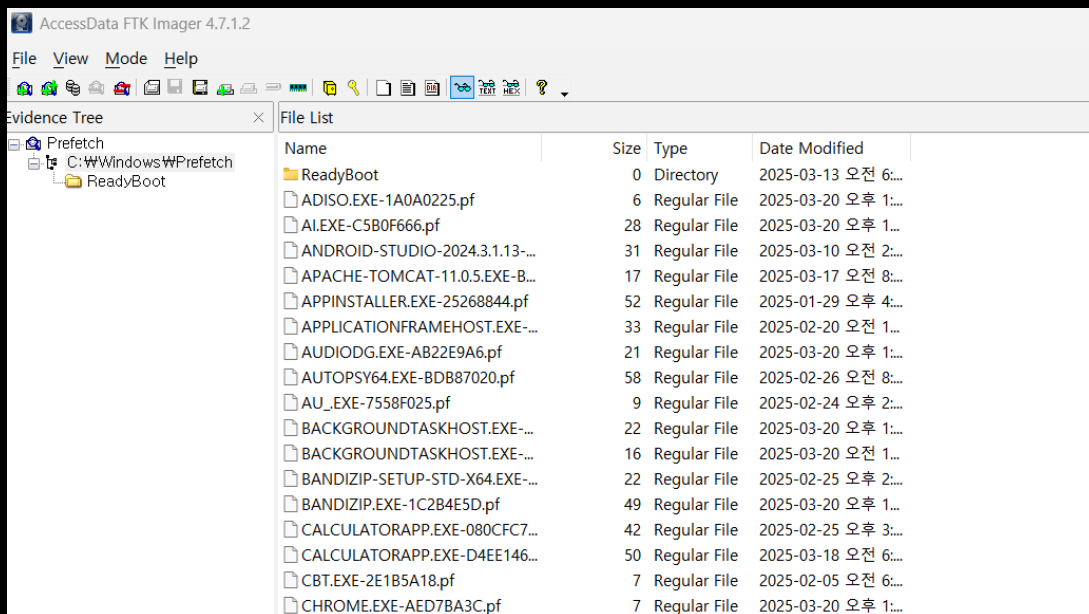 AccessData FTK Imager 4.7.1.2
File View Mode Help
Evidence Tree
File List
Prefetch
C:₩Windows₩Prefetch
ReadyBoot
Name Size Type Date Modified
ReadyBoot 0 Directory 2025-03-13 오전 6:...
ADISO.EXE-1A0A0225.pf 6 Regular File 2025-03-20 오후 1:...
AI.EXE-C5B0F666.pf 28 Regular File 2025-03-20 오후 1...
ANDROID-STUDIO-2024.3.1.13-... 31 Regular File 2025-03-10 오전 2:...
APACHE-TOMCAT-11.0.5.EXE-B... 17 Regular File 2025-03-17 오전 8:...
APPINSTALLER.EXE-25268844.pf 52 Regular File 2025-01-29 오후 4:...
APPLICATIONFRAMEHOST.EXE-... 33 Regular File 2025-02-20 오전 1...
AUDIODG.EXE-AB22E9A6.pf 21 Regular File 2025-03-20 오후 1:...
AUTOPSY64.EXE-BDB87020.pf 58 Regular File 2025-02-26 오전 8:...
AU_.EXE-7558F025.pf 9 Regular File 2025-02-24 오후 2:...
BACKGROUNDTASKHOST.EXE-... 22 Regular File 2025-03-20 오후 1:...
BACKGROUNDTASKHOST.EXE-... 16 Regular File 2025-03-20 오전 1...
BANDIZIP-SETUP-STD-X64.EXE-... 22 Regular File 2025-02-25 오후 2:...
BANDIZIP.EXE-1C2B4E5D.pf 49 Regular File 2025-03-20 오후 1...
CALCULATORAPP.EXE-080CFC7... 42 Regular File 2025-02-25 오후 3:...
CALCULATORAPP.EXE-D4EE146... 50 Regular File 2025-03-18 오전 6:...
CBT.EXE-2E1B5A18.pf 7 Regular File 2025-02-05 오전 6:...
CHROME.EXE-AED7BA3C.pf 7 Regular File 2025-03-20 오후 1:...